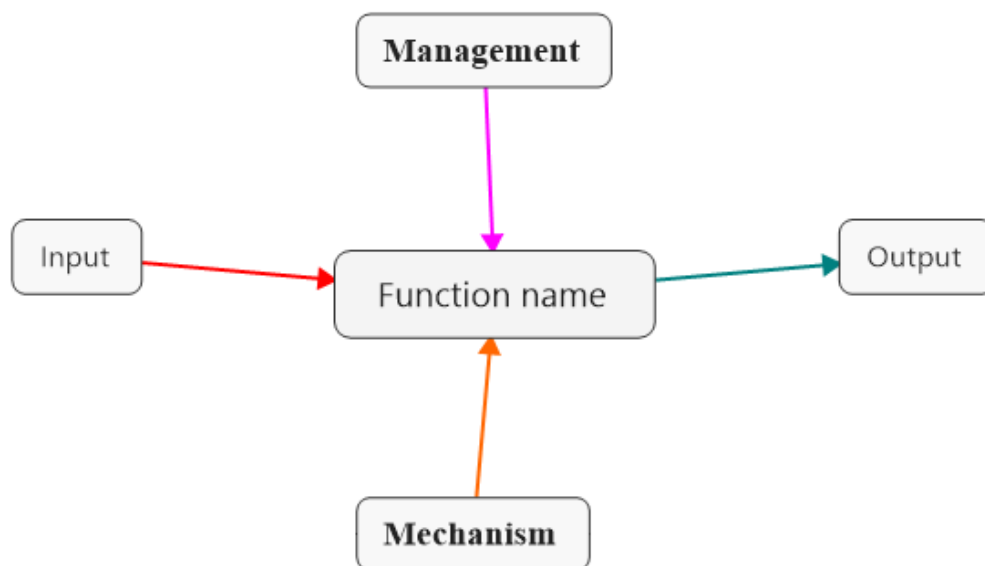 Management
Input
Function name
Output
Mechanism